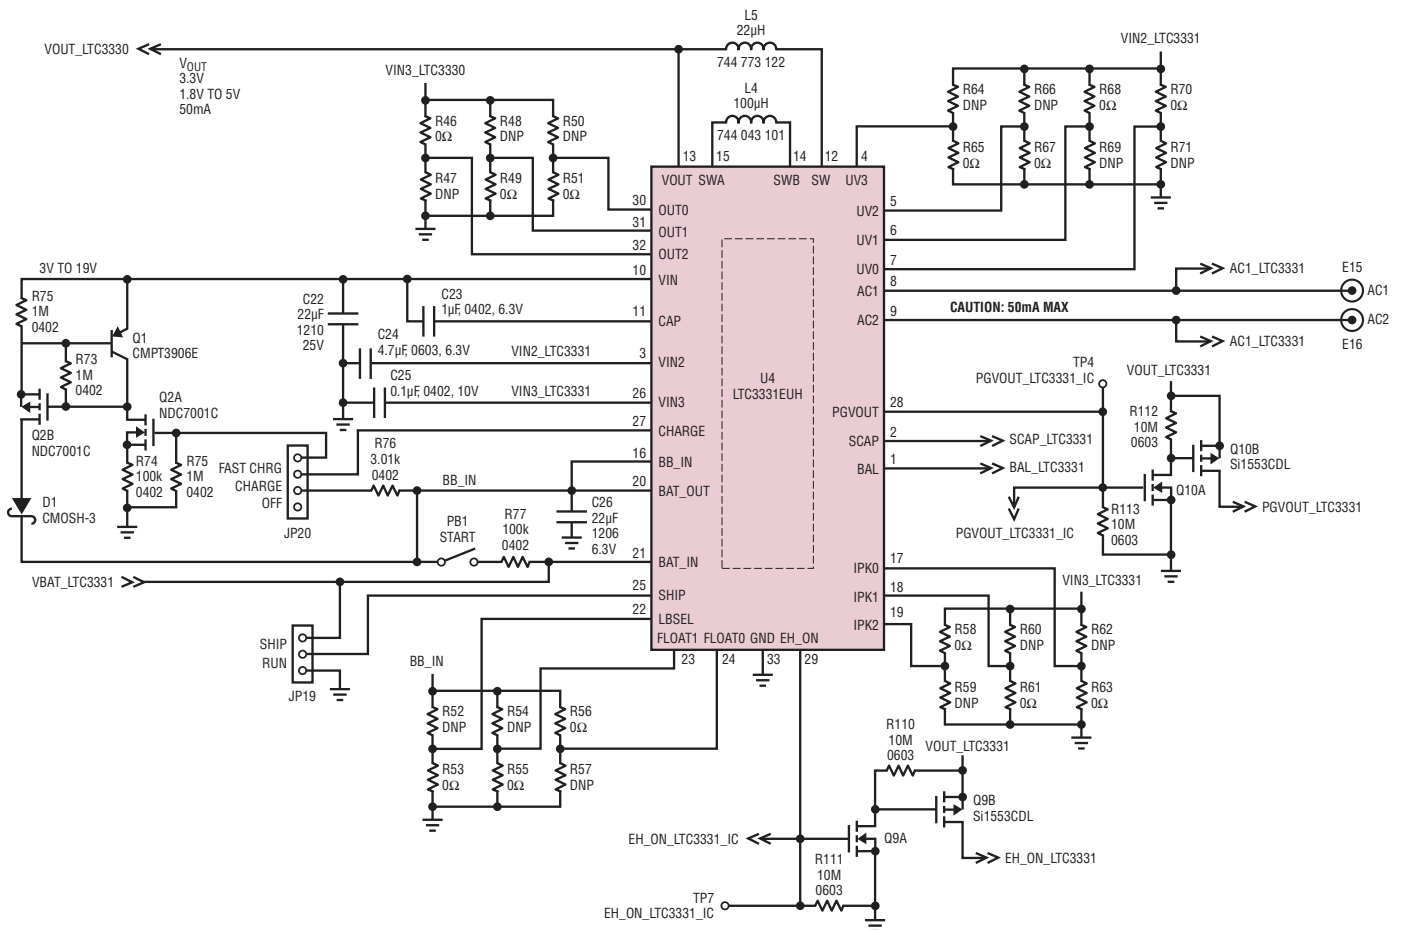 L5
22µH
744 773 122
VOUT_LTC3330
VOUT
3.3V
1.8V TO 5V
50mA
VIN3_LTC3330
L4
100µH
744 043 101
VIN2_LTC3331
R46
0Ω
R48
DNP
R50
DNP
R47
DNP
R49
0Ω
R51
0Ω
R64
DNP
R66
DNP
R68
0Ω
R70
0Ω
R65
0Ω
R67
0Ω
R69
DNP
R71
DNP
13
15
14
12
4
VOUT
SWA
SWB
SW
UV3
30
OUT0
31
OUT1
32
OUT2
10
VIN
11
CAP
3
VIN2
26
VIN3
27
CHARGE
16
BB_IN
20
BAT_OUT
21
BAT_IN
25
SHIP
22
LBSEL
FLOAT1
FLOAT0
GND
EH_ON
23
24
33
29
U4
LTC3331EUH
UV2
5
UV1
6
UV0
7
AC1
8
AC2
9
PGVOUT
28
SCAP
2
BAL
1
IPK0
17
IPK1
18
IPK2
19
3V TO 19V
R75
1M
0402
Q1
CMPT3906E
R73
1M
0402
Q2A
NDC7001C
Q2B
NDC7001C
R74
100k
0402
R75
1M
0402
D1
CMOSH-3
C22
22µF
1210
25V
C23
1µF, 0402, 6.3V
C24
4.7µF, 0603, 6.3V
VIN2_LTC3331
C25
0.1µF, 0402, 10V
VIN3_LTC3331
FAST CHRG
CHARGE
OFF
JP20
R76
3.01k
0402
BB_IN
PB1
START
R77
100k
0402
C26
22µF
1206
6.3V
VBAT_LTC3331
SHIP
RUN
JP19
BB_IN
R52
DNP
R54
DNP
R56
0Ω
R53
0Ω
R55
0Ω
R57
DNP
AC1_LTC3331
E15
AC1
CAUTION: 50mA MAX
AC2
E16
AC1_LTC3331
TP4
PGVOUT_LTC3331_IC
VOUT_LTC3331
R112
10M
0603
Q10B
Si1553CDL
SCAP_LTC3331
BAL_LTC3331
Q10A
PGVOUT_LTC3331
R113
10M
0603
PGVOUT_LTC3331_IC
VIN3_LTC3331
R58
0Ω
R60
DNP
R62
DNP
R59
DNP
R61
0Ω
R63
0Ω
R110
10M
0603
VOUT_LTC3331
Q9B
Si1553CDL
EH_ON_LTC3331_IC
Q9A
EH_ON_LTC3331
R111
10M
0603
TP7
EH_ON_LTC3331_IC